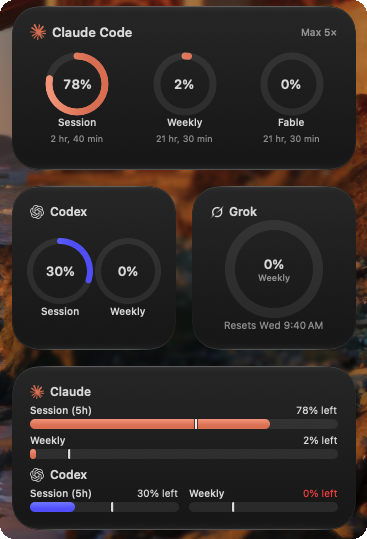 Claude Code
Max 5×
78%
2%
0%
Session
Weekly
Fable
2 hr, 40 min
21 hr, 30 min
21 hr, 30 min
Codex
30%
0%
Session
Weekly
Grok
0%
Weekly
Resets Wed 9:40 AM
Claude
Session (5h) 78% left
Weekly 2% left
Codex
Session (5h) 30% left
Weekly 0% left